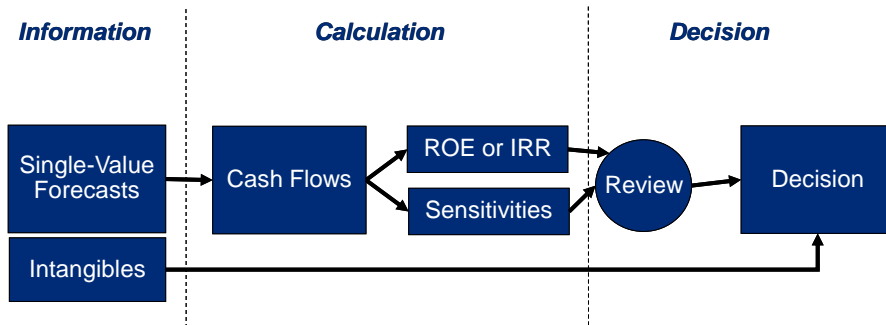 Information
Calculation
Decision
Single-Value
Forecasts
Cash Flows
ROE or IRR
Sensitivities
Review
Decision
Intangibles